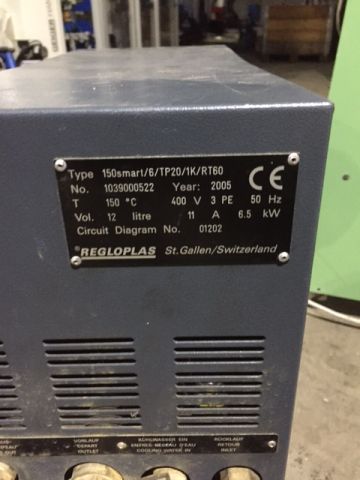 Type 150smart/6/TP20/1K/RT60
No. 1039000522 Year: 2005 CE
T 150 °C 400 V 3 PE 50 Hz
Vol. 12 litre 11 A 6.5 kW
Circuit Diagram No. 01202
®REGLOPLAS St.Gallen/Switzerland
VORLAUF KÜHLWASSER EIN RÜCKLAUF
DEPART ENTREE RESEAU D'EAU RETOUR
OUTLET COOLING WATER IN INLET